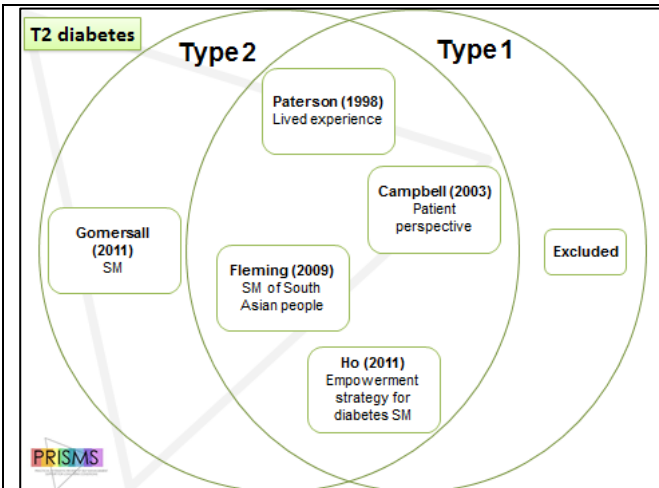 T2 diabetes
Type 2
Type 1
Paterson (1998)
Lived experience
Campbell (2003)
Patient
perspective
Gomersall
(2011)
SM
Fleming (2009)
SM of South
Asian people
Excluded
Ho (2011)
Empowerment
strategy for
diabetes SM
PRISMS